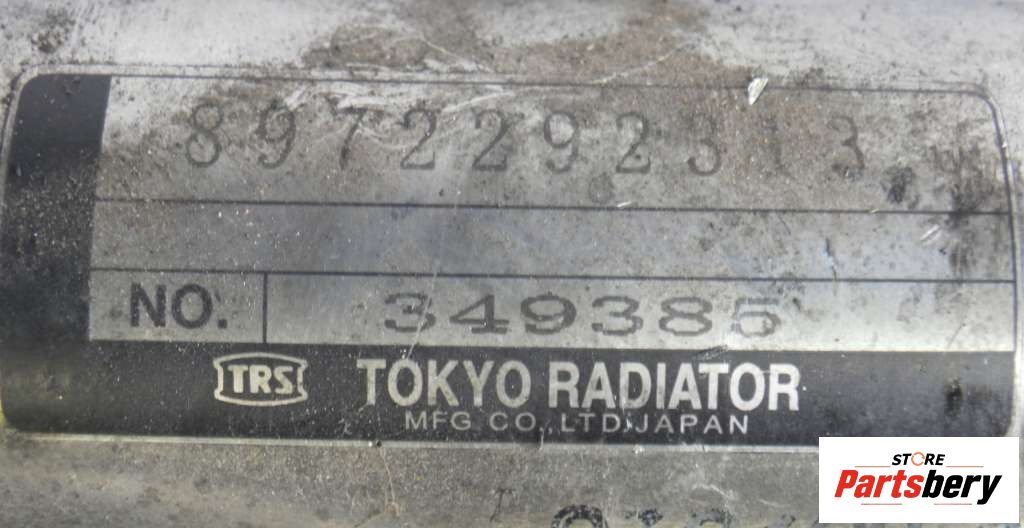 8972292313
NO. 349385
TRS TOKYO RADIATOR
MFG.CO.,LTD.JAPAN
STORE
Partsbery